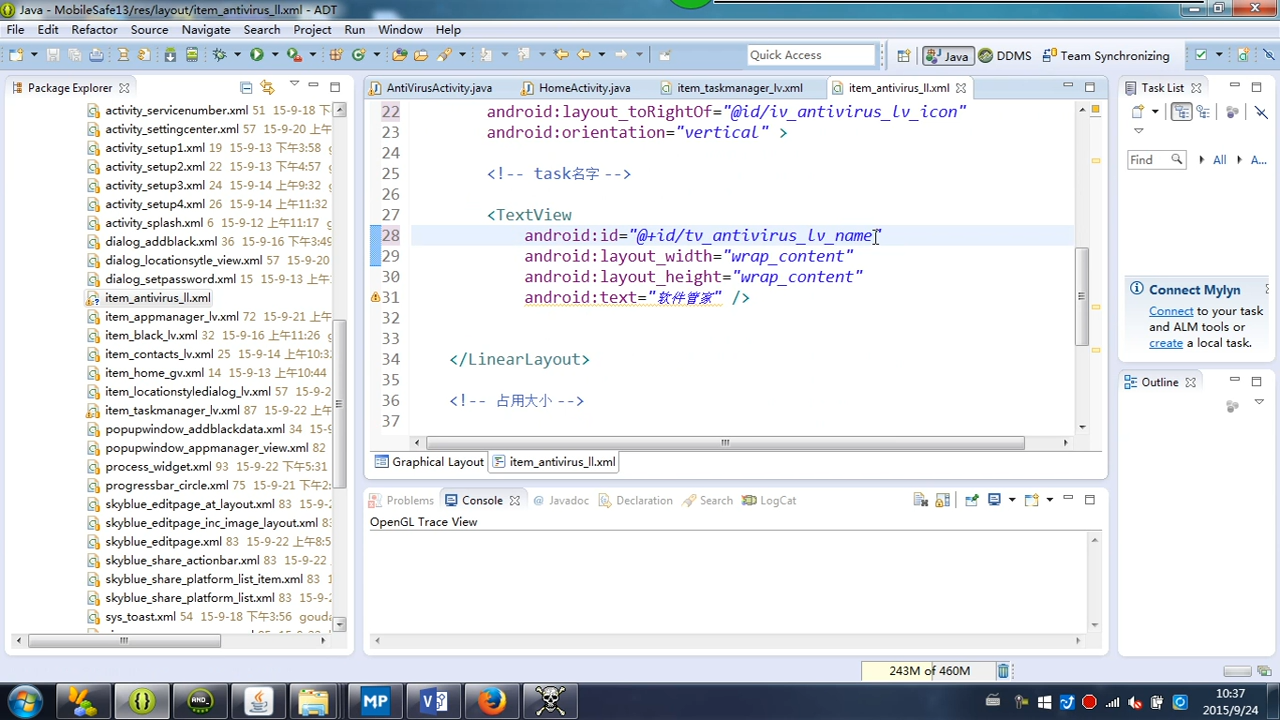 Java - MobileSafe13/res/layout/item_antivirus_ll.xml - ADT
File Edit Refactor Source Navigate Search Project Run Window Help
Quick Access
Java
DDMS
Team Synchronizing
Package Explorer
activity_servicenumber.xml 51 15-9-18 下
activity_settingcenter.xml 57 15-9-20 上午
activity_setup1.xml 19 15-9-13 下午3:58
activity_setup2.xml 22 15-9-13 下午4:57
activity_setup3.xml 24 15-9-14 上午9:32
activity_setup4.xml 26 15-9-14 上午11:32
activity_splash.xml 6 15-9-12 上午11:17
dialog_addblack.xml 36 15-9-16
dialog_locationsytle_view.xml 57
dialog_setpassword.xml 15 15-9-13
item_antivirus_ll.xml
item_appmanager_lv.xml 72 15-9-21
item_black_lv.xml 32 15-9-16 上午11:26
item_contacts_lv.xml 25 15-9-14 上午10:3
item_home_gv.xml 14 15-9-13 上午10:44
item_locationstyledialog_lv.xml 57
item_taskmanager_lv.xml 87 15-9-22
popupwindow_addblackdata.xml 34
popupwindow_appmanager_view.xml 82
process_widget.xml 93 15-9-22 下午5:31
progressbar_circle.xml 75 15-9-21 下午2:
skyblue_editpage_at_layout.xml 83
skyblue_editpage_inc_image_layout.xml 83
skyblue_editpage.xml 83 15-9-22 上午8:5
skyblue_share_actionbar.xml 83 15-9-22
skyblue_share_platform_list_item.xml 83
skyblue_share_platform_list.xml 83
sys_toast.xml 54 15-9-18 下午3:56
AntiVirusActivity.java
HomeActivity.java
item_taskmanager_lv.xml
item_antivirus_ll.xml
22 android:layout_toRightOf="@id/iv_antivirus_lv_icon"
23 android:orientation="vertical" >
24
25 <!-- task名字 -->
26
27 <TextView
28 android:id="@+id/tv_antivirus_lv_name"
29 android:layout_width="wrap_content"
30 android:layout_height="wrap_content"
31 android:text="软件管家" />
32
33
34 </LinearLayout>
35
36 <!-- 占用大小 -->
37
Graphical Layout
item_antivirus_ll.xml
Problems
Console
Javadoc
Declaration
Search
LogCat
OpenGL Trace View
Task List
Find
All
A...
Connect Mylyn
Connect to your task
and ALM tools or
create a local task.
Outline
243M of 460M
AND
MP
10:37
2015/9/24